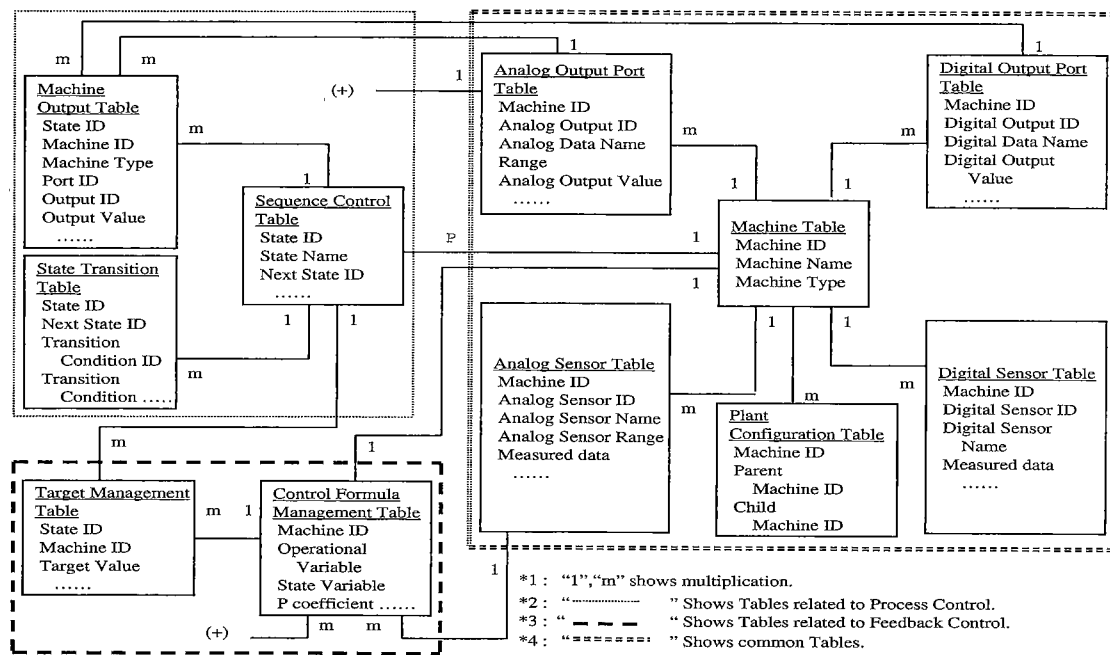 m
m
1
1
(+)
1
Machine
Output Table
State ID
Machine ID
Machine Type
Port ID
Output ID
Output Value
......
m
1
Sequence Control
Table
State ID
State Name
Next State ID
......
State Transition
Table
State ID
Next State ID
Transition
Condition ID
Transition
Condition ......
m
1
1
Analog Output Port
Table
Machine ID
Analog Output ID
Analog Data Name
Range
Analog Output Value
......
m
1
Digital Output Port
Table
Machine ID
Digital Output ID
Digital Data Name
Digital Output
Value
......
m
1
P
1
1
Machine Table
Machine ID
Machine Name
Machine Type
1
1
Analog Sensor Table
Machine ID
Analog Sensor ID
Analog Sensor Name
Analog Sensor Range
Measured data
......
m
m
Plant
Configuration Table
Machine ID
Parent
Machine ID
Child
Machine ID
m
Digital Sensor Table
Machine ID
Digital Sensor ID
Digital Sensor
Name
Measured data
......
m
1
Target Management
Table
State ID
Machine ID
Target Value
......
m
1
Control Formula
Management Table
Machine ID
Operational
Variable
State Variable
P coefficient ......
(+)
m
m
1
*1 : "1","m" shows multiplication.
*2 : " " Shows Tables related to Process Control.
*3 : " " Shows Tables related to Feedback Control.
*4 : " " Shows common Tables.